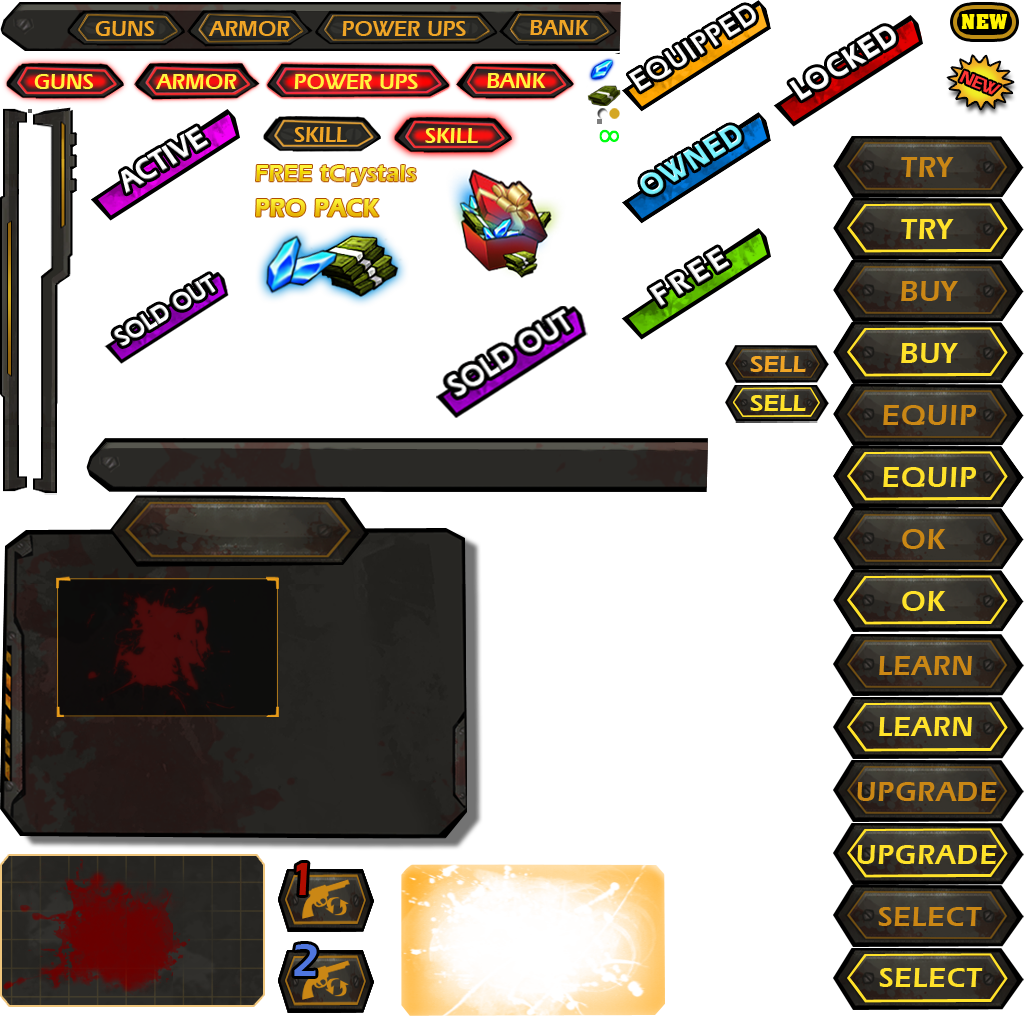 GUNS ARMOR POWER UPS BANK
GUNS ARMOR POWER UPS BANK
EQUIPPED
LOCKED
NEW
NEW
ACTIVE
SKILL SKILL
FREE tCrystals
PRO PACK
OWNED
FREE
SOLD OUT
SOLD OUT
SELL
SELL
TRY
TRY
BUY
BUY
EQUIP
EQUIP
OK
OK
LEARN
LEARN
UPGRADE
UPGRADE
SELECT
SELECT
1
2